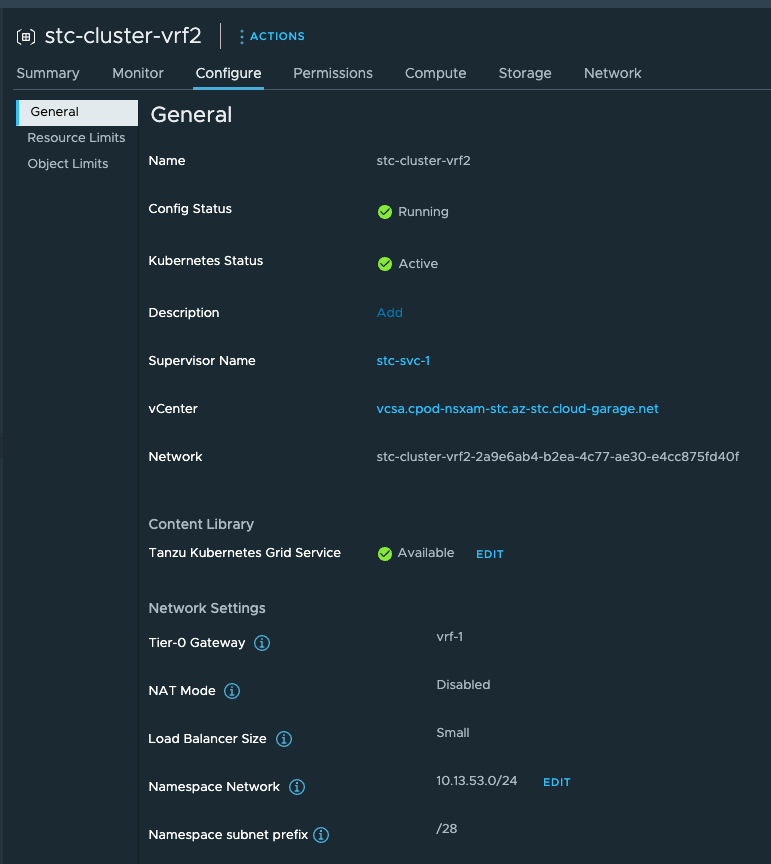 stc-cluster-vrf2 ACTIONS
Summary Monitor Configure Permissions Compute Storage Network
General
Resource Limits
Object Limits
General
Name stc-cluster-vrf2
Config Status Running
Kubernetes Status Active
Description Add
Supervisor Name stc-svc-1
vCenter vcsa.cpod-nsxam-stc.az-stc.cloud-garage.net
Network stc-cluster-vrf2-2a9e6ab4-b2ea-4c77-ae30-e4cc875fd40f
Content Library
Tanzu Kubernetes Grid Service Available EDIT
Network Settings
Tier-0 Gateway vrf-1
NAT Mode Disabled
Load Balancer Size Small
Namespace Network 10.13.53.0/24 EDIT
Namespace subnet prefix /28